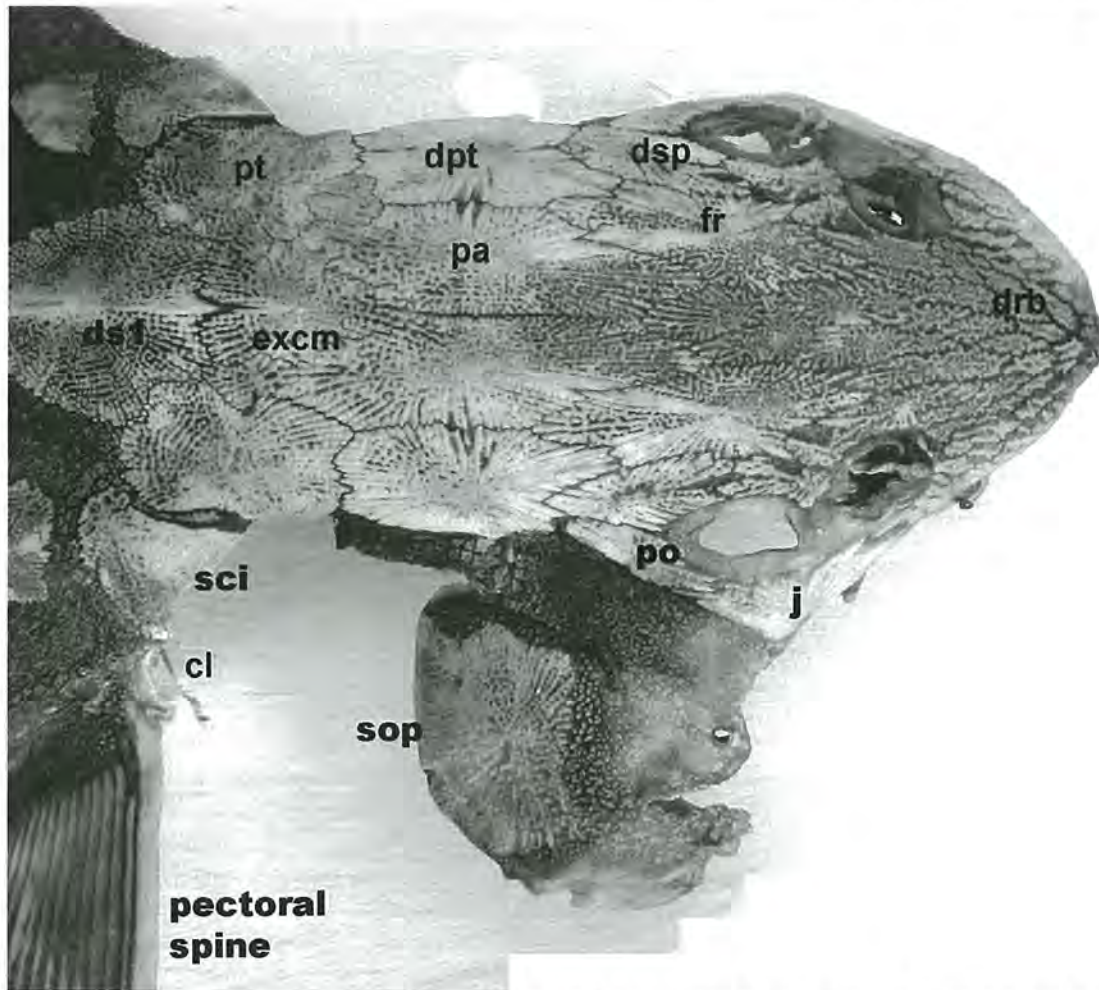 pt
dpt
dsp
fr
pa
drb
ds1
excm
po
sci
j
cl
sop
pectoral
spine